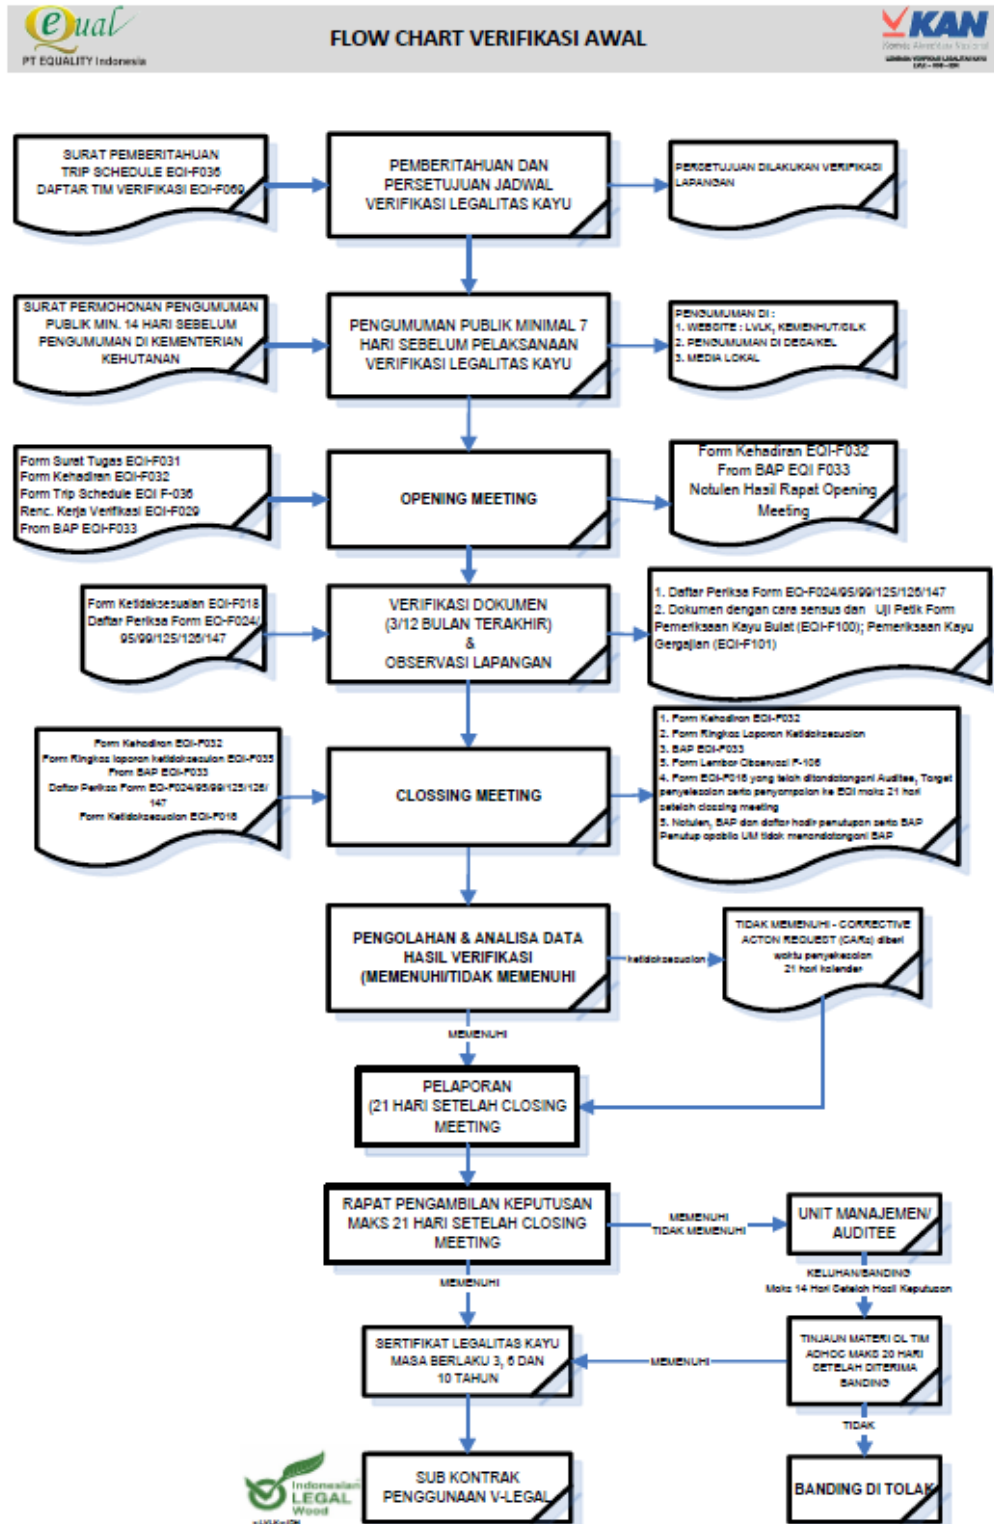 eQual
PT EQUALITY Indonesia
FLOW CHART VERIFIKASI AWAL
KAN
Komite Akreditasi Nasional
LEMBAGA VERIFIKASI LEGALITAS KAYU
SURAT PEMBERITAHUAN
TRIP SCHEDULE EQI-F036
DAFTAR TIM VERIFIKASI EQI-F069
PEMBERITAHUAN DAN
PERSETUJUAN JADWAL
VERIFIKASI LEGALITAS KAYU
PERSETUJUAN DILAKUKAN VERIFIKASI
LAPANGAN
SURAT PERMOHONAN PENGUMUMAN
PUBLIK MIN. 14 HARI SEBELUM
PENGUMUMAN DI KEMENTERIAN
KEHUTANAN
PENGUMUMAN PUBLIK MINIMAL 7
HARI SEBELUM PELAKSANAAN
VERIFIKASI LEGALITAS KAYU
PENGUMUMAN DI :
1. WEBSITE : LVLK, KEMENHUT/SILK
2. PENGUMUMAN DI DESA/KEL
3. MEDIA LOKAL
Form Surat Tugas EQI-F031
Form Kehadiran EQI-F032
Form Trip Schedule EQI F-036
Renc. Kerja Verifikasi EQI-F029
From BAP EQI-F033
OPENING MEETING
Form Kehadiran EQI-F032
From BAP EQI F033
Notulen Hasil Rapat Opening
Meeting
Form Ketidaksesuaian EQI-F018
Daftar Periksa Form EQ-F024/
95/99/125/126/147
VERIFIKASI DOKUMEN
(3/12 BULAN TERAKHIR)
&
OBSERVASI LAPANGAN
1. Daftar Periksa Form EQ-F024/95/99/125/126/147
2. Dokumen dengan cara sensus dan Uji Petik Form
Pemeriksaan Kayu Bulat (EQI-F100); Pemeriksaan Kayu
Gergajian (EQI-F101)
Form Kehadiran EQI-F032
Form Ringkas laporan ketidaksesuaian EQI-F035
From BAP EQI-F033
Daftar Periksa Form EQ-F024/95/99/125/126/
147
Form Ketidaksesuaian EQI-F018
CLOSSING MEETING
1. Form Kehadiran EQI-F032
2. Form Ringkas Laporan Ketidaksesuaian
3. BAP EQI-F033
5. Form Lembar Observasi F-106
4. Form EQI-F018 yang telah ditandatangani Auditee, Target
penyelesaian serta penyampaian ke EQI maks 21 hari
setelah classing meeting
5. Notulen, BAP dan daftar hadir penutupan serta BAP
Penutup apabila UM tidak menandatangani BAP
PENGOLAHAN & ANALISA DATA
HASIL VERIFIKASI
(MEMENUHI/TIDAK MEMENUHI
ketidaksesuaian
TIDAK MEMENUHI - CORRECTIVE
ACTON REQUEST (CARs) diberi
waktu penyekesaian
21 hari kalender
MEMENUHI
PELAPORAN
(21 HARI SETELAH CLOSING
MEETING
RAPAT PENGAMBILAN KEPUTUSAN
MAKS 21 HARI SETELAH CLOSING
MEETING
MEMENUHI
TIDAK MEMENUHI
UNIT MANAJEMEN/
AUDITEE
MEMENUHI
KELUHAN/BANDING
Maks 14 Hari Setelah Hasil Keputusan
SERTIFIKAT LEGALITAS KAYU
MASA BERLAKU 3, 6 DAN
10 TAHUN
MEMENUHI
TINJAUN MATERI OL TIM
ADHOC MAKS 20 HARI
SETELAH DITERIMA
BANDING
TIDAK
Indonesian
LEGAL
Wood
SUB KONTRAK
PENGGUNAAN V-LEGAL
BANDING DI TOLAK